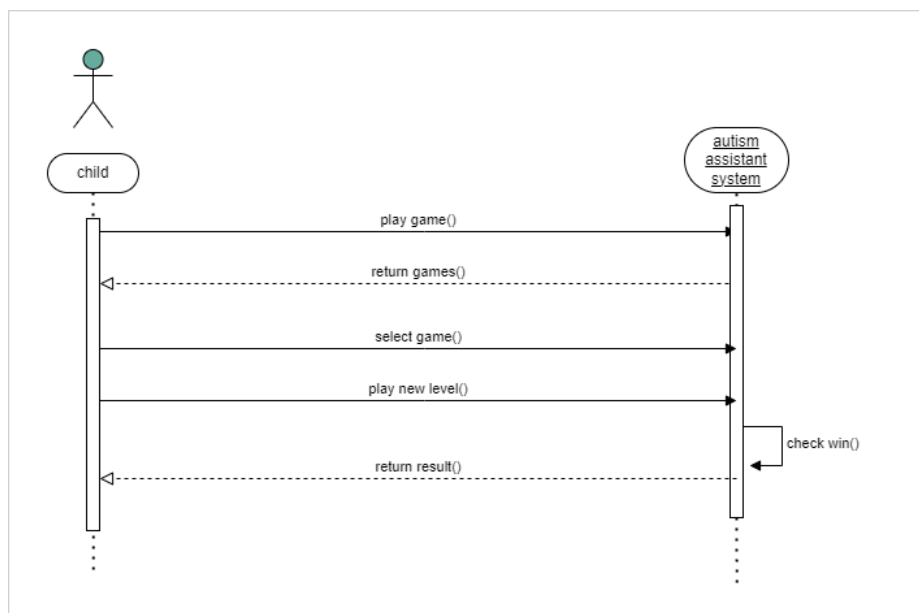 child
autism
assistant
system
play game()
return games()
select game()
play new level()
check win()
return result()